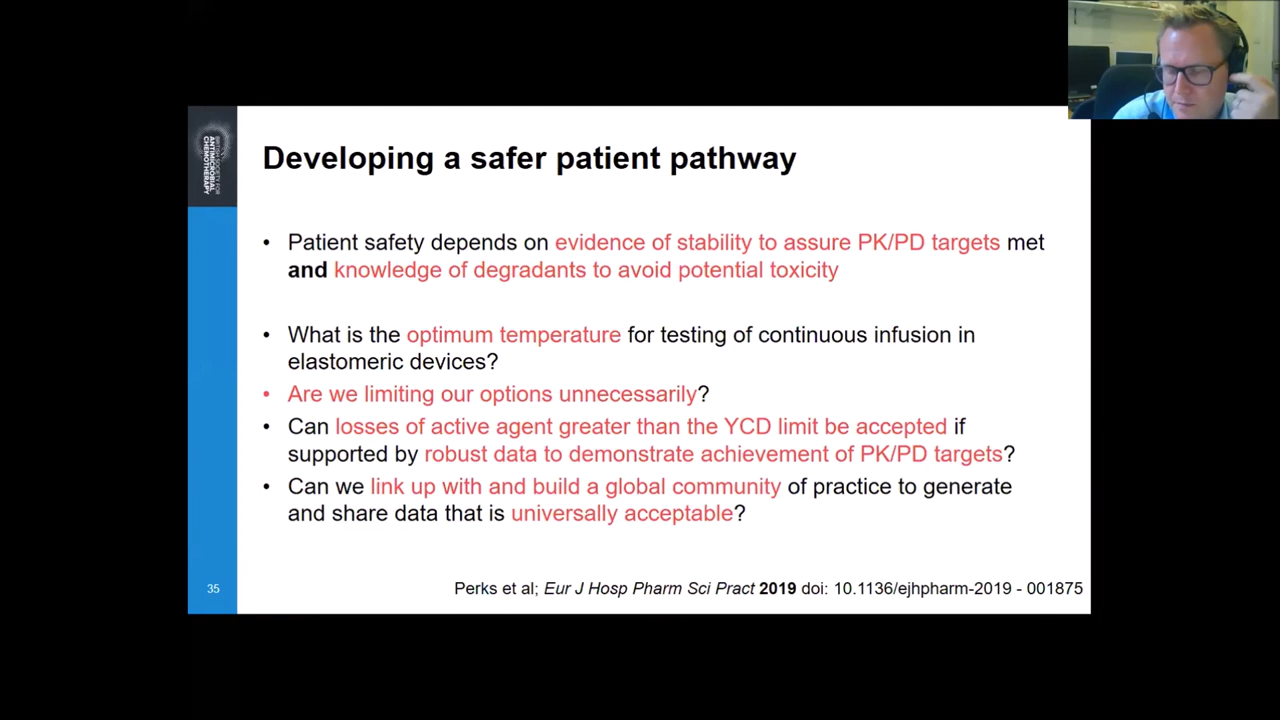 BRITISH SOCIETY FOR
ANTIMICROBIAL
CHEMOTHERAPY
Developing a safer patient pathway
• Patient safety depends on evidence of stability to assure PK/PD targets met
and knowledge of degradants to avoid potential toxicity
• What is the optimum temperature for testing of continuous infusion in
elastomeric devices?
• Are we limiting our options unnecessarily?
• Can losses of active agent greater than the YCD limit be accepted if
supported by robust data to demonstrate achievement of PK/PD targets?
• Can we link up with and build a global community of practice to generate
and share data that is universally acceptable?
35
Perks et al; Eur J Hosp Pharm Sci Pract 2019 doi: 10.1136/ejhpharm-2019 - 001875